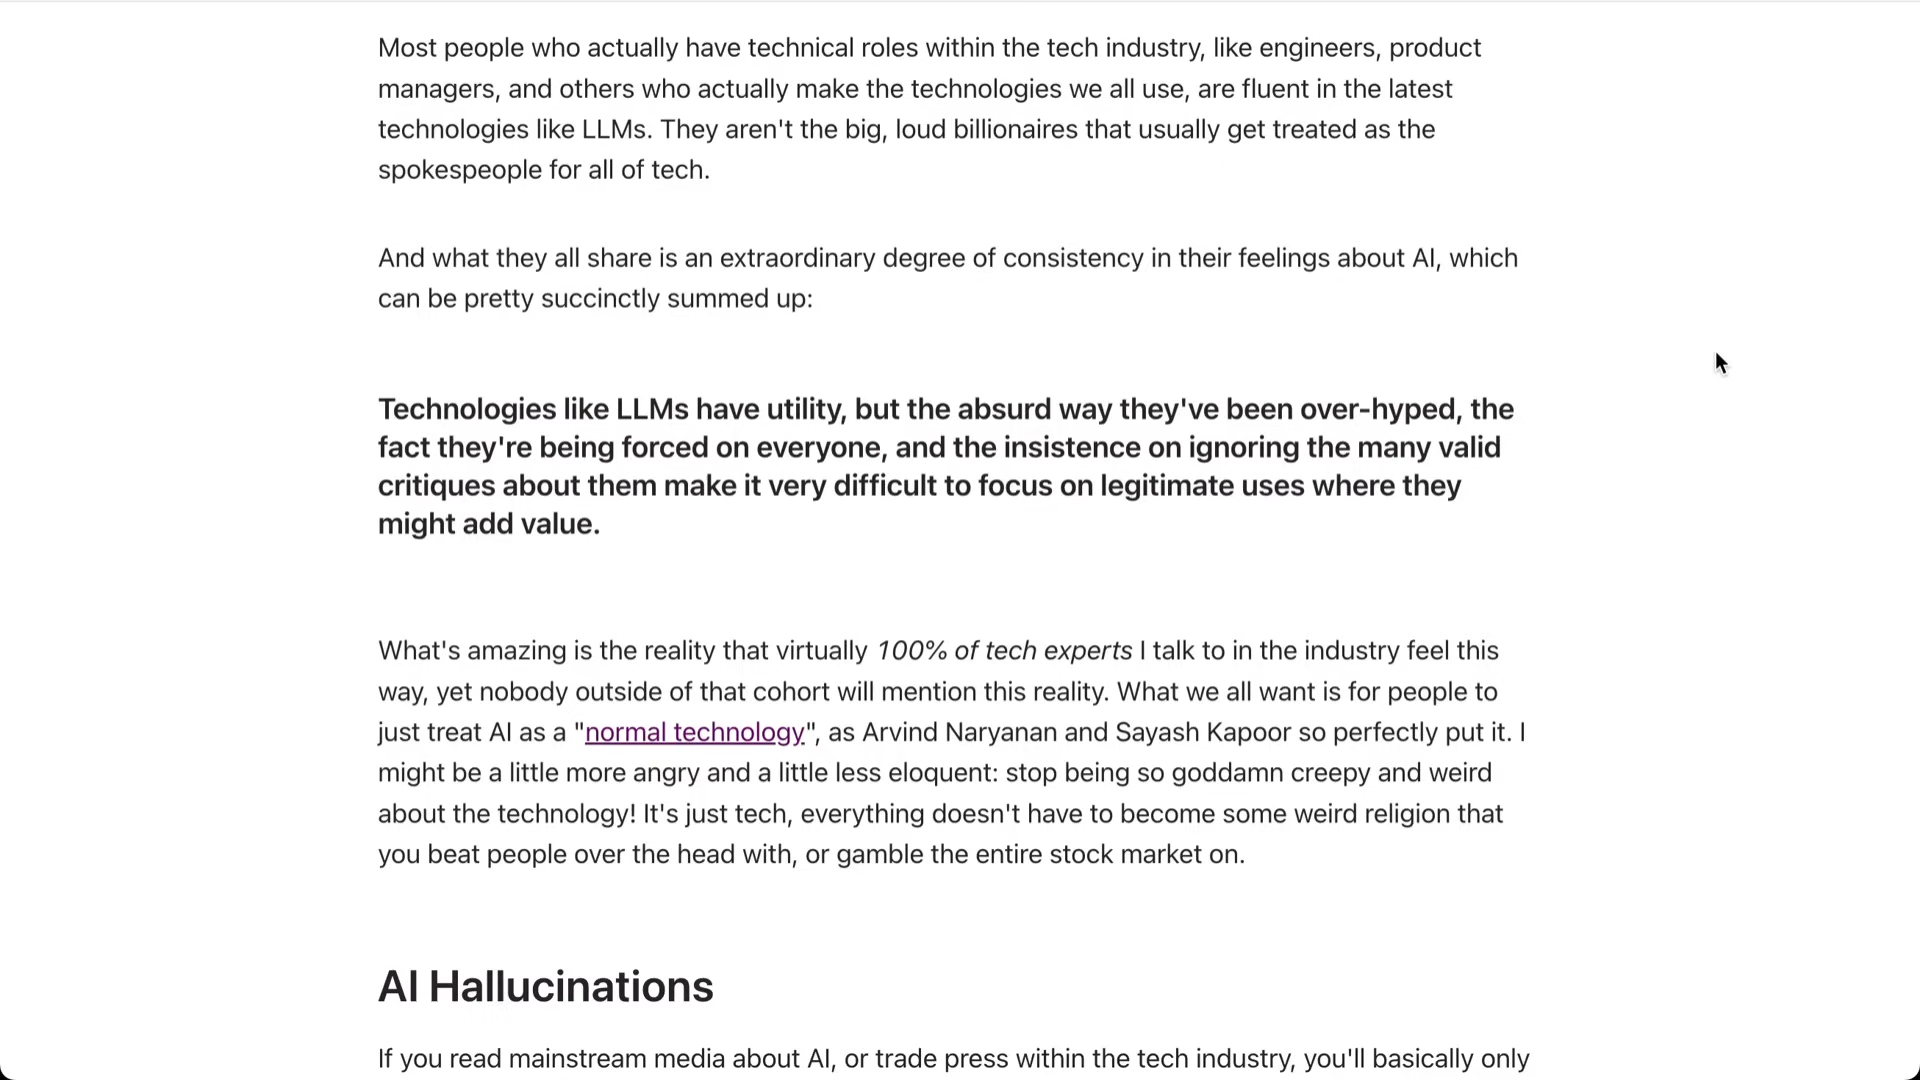 Most people who actually have technical roles within the tech industry, like engineers, product
managers, and others who actually make the technologies we all use, are fluent in the latest
technologies like LLMs. They aren't the big, loud billionaires that usually get treated as the
spokespeople for all of tech.
And what they all share is an extraordinary degree of consistency in their feelings about AI, which
can be pretty succinctly summed up:
Technologies like LLMs have utility, but the absurd way they've been over-hyped, the
fact they're being forced on everyone, and the insistence on ignoring the many valid
critiques about them make it very difficult to focus on legitimate uses where they
might add value.
What's amazing is the reality that virtually 100% of tech experts I talk to in the industry feel this
way, yet nobody outside of that cohort will mention this reality. What we all want is for people to
just treat AI as a "normal technology", as Arvind Naryanan and Sayash Kapoor so perfectly put it. I
might be a little more angry and a little less eloquent: stop being so goddamn creepy and weird
about the technology! It's just tech, everything doesn't have to become some weird religion that
you beat people over the head with, or gamble the entire stock market on.
AI Hallucinations
If you read mainstream media about AI, or trade press within the tech industry, you'll basically only